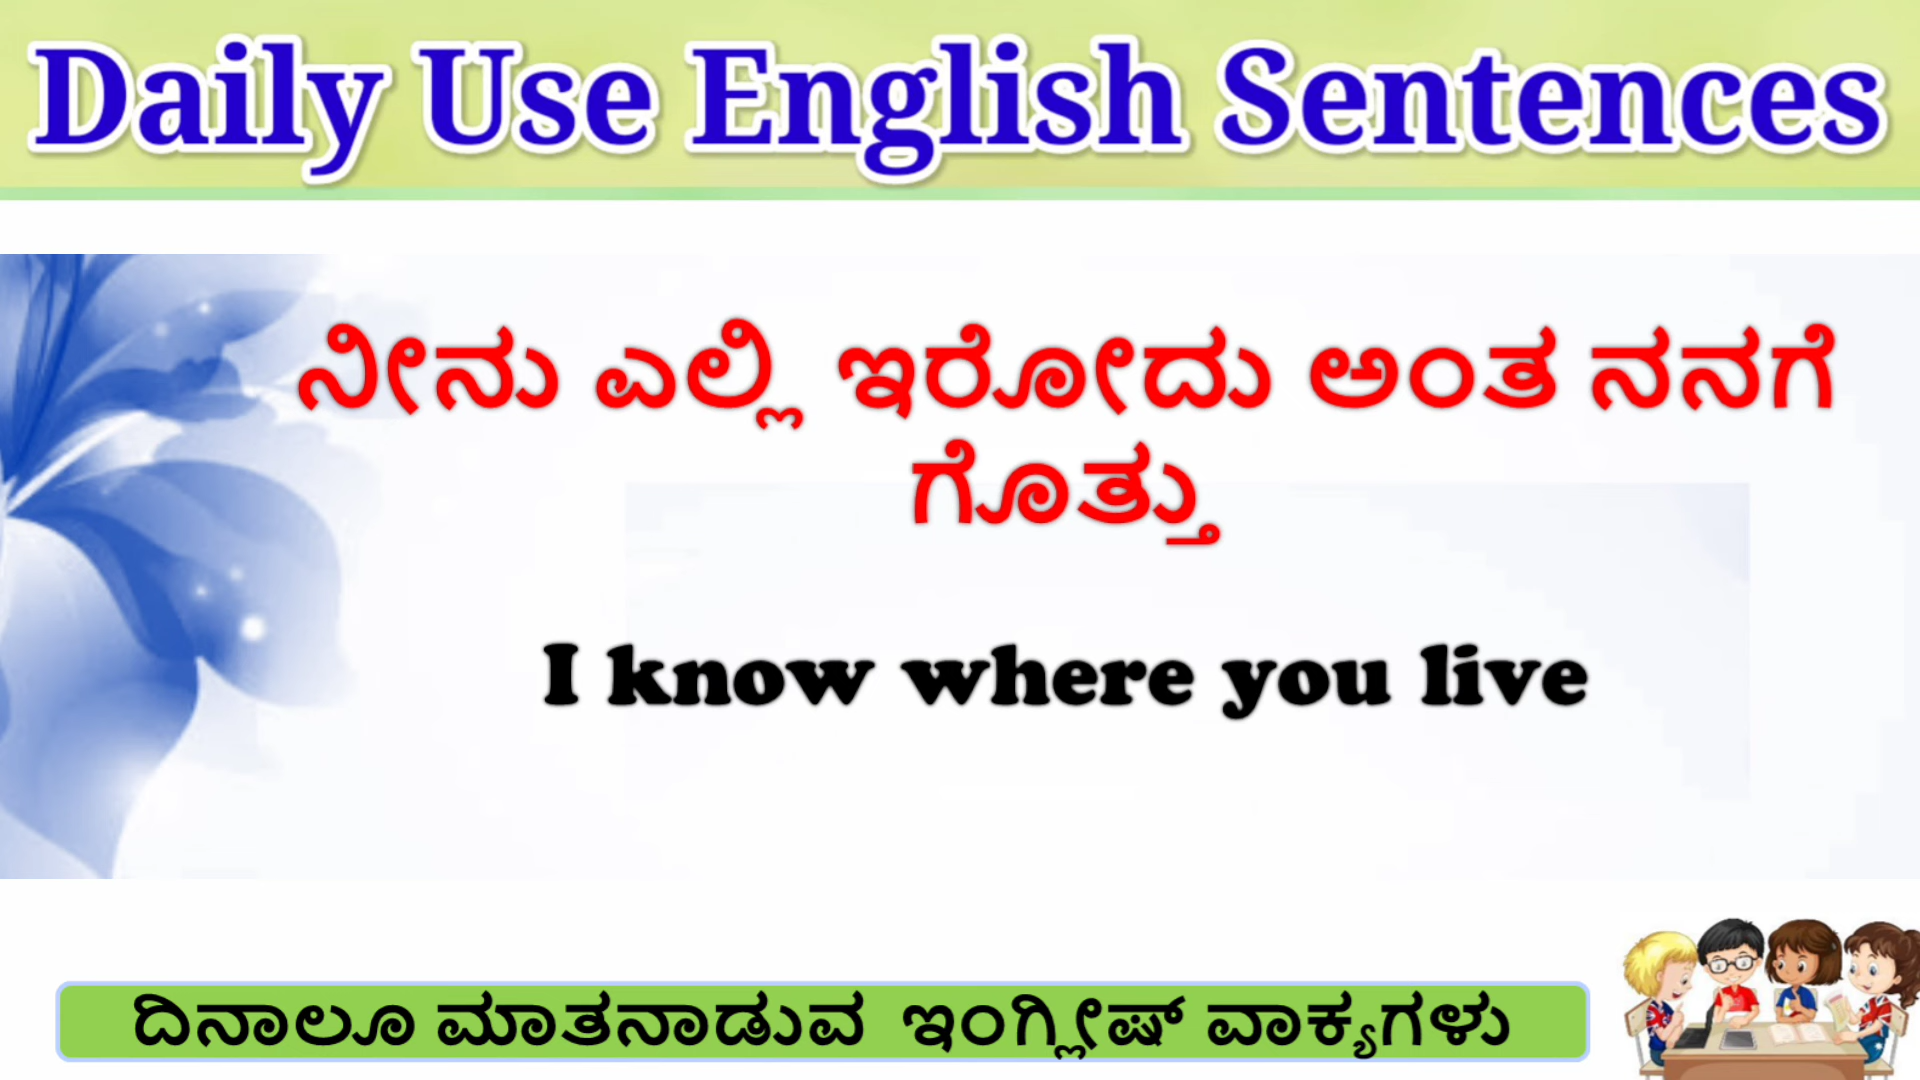 Daily Use English Sentences
ನೀನು ಎಲ್ಲಿ ಇರೋದು ಅಂತ ನನಗೆ
ಗೊತ್ತು
I know where you live
ದಿನಾಲೂ ಮಾತನಾಡುವ ಇಂಗ್ಲೀಷ್ ವಾಕ್ಯಗಳು